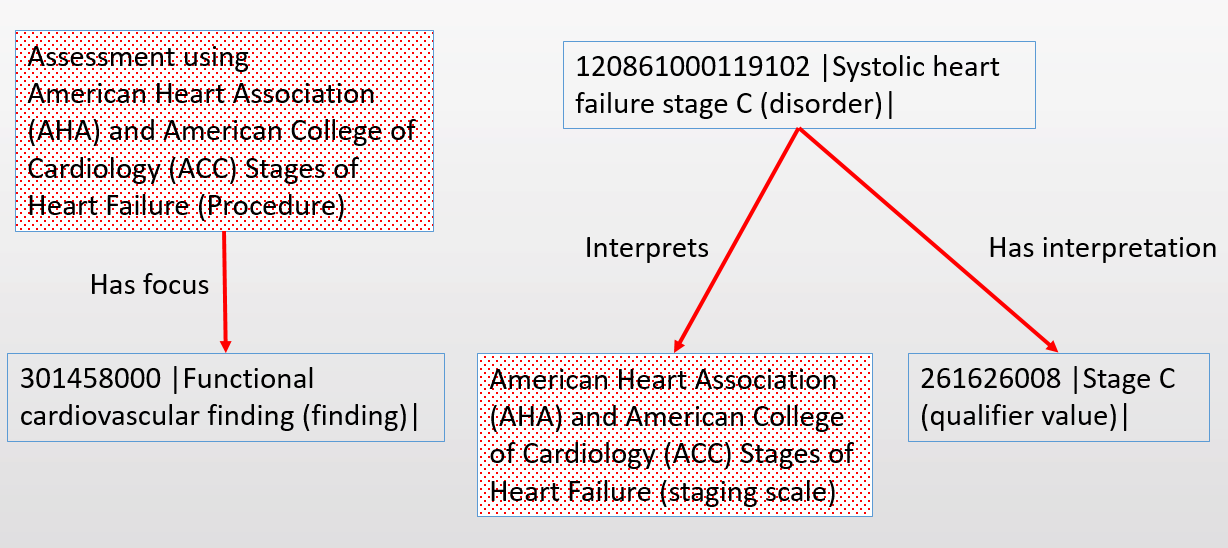 Assessment using
American Heart Association
(AHA) and American College of
Cardiology (ACC) Stages of
Heart Failure (Procedure)
Has focus
301458000 |Functional
cardiovascular finding (finding)|
120861000119102 |Systolic heart
failure stage C (disorder)|
Interprets
Has interpretation
American Heart Association
(AHA) and American College
of Cardiology (ACC) Stages of
Heart Failure (staging scale)
261626008 |Stage C
(qualifier value)|